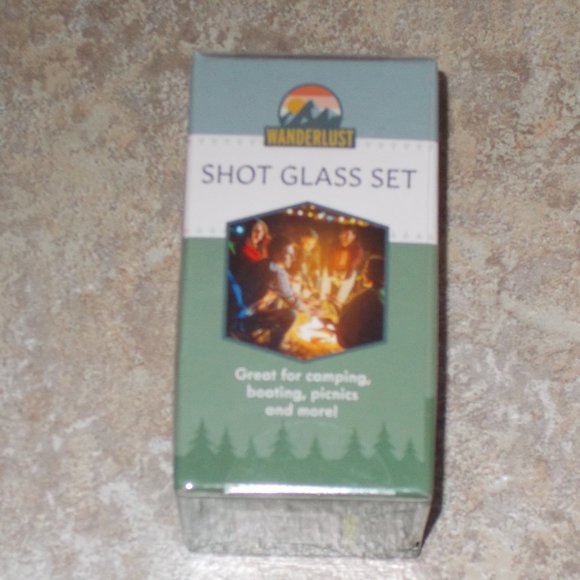 WANDERLUST
SHOT GLASS SET
Great for camping,
boating, picnics
and more!